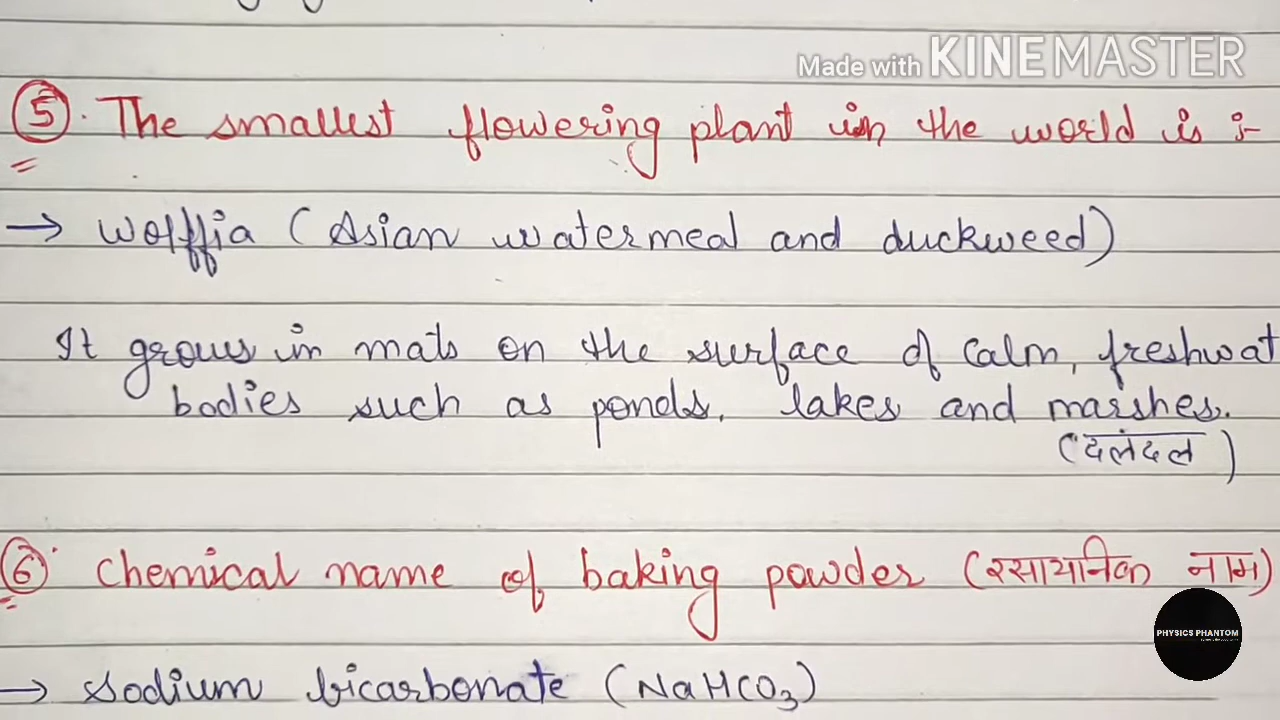 Made with KINEMASTER
5. The smallest flowering plant in the world is :-
→ Wolffia (Asian watermeal and duckweed)
It grows in mats on the surface of calm, freshwat
bodies such as ponds, lakes and marshes.
(दलदल)
6 Chemical name of baking powder (रसायनिक नाम)
PHYSICS PHANTOM
→ Sodium bicarbonate (NaHCO3)